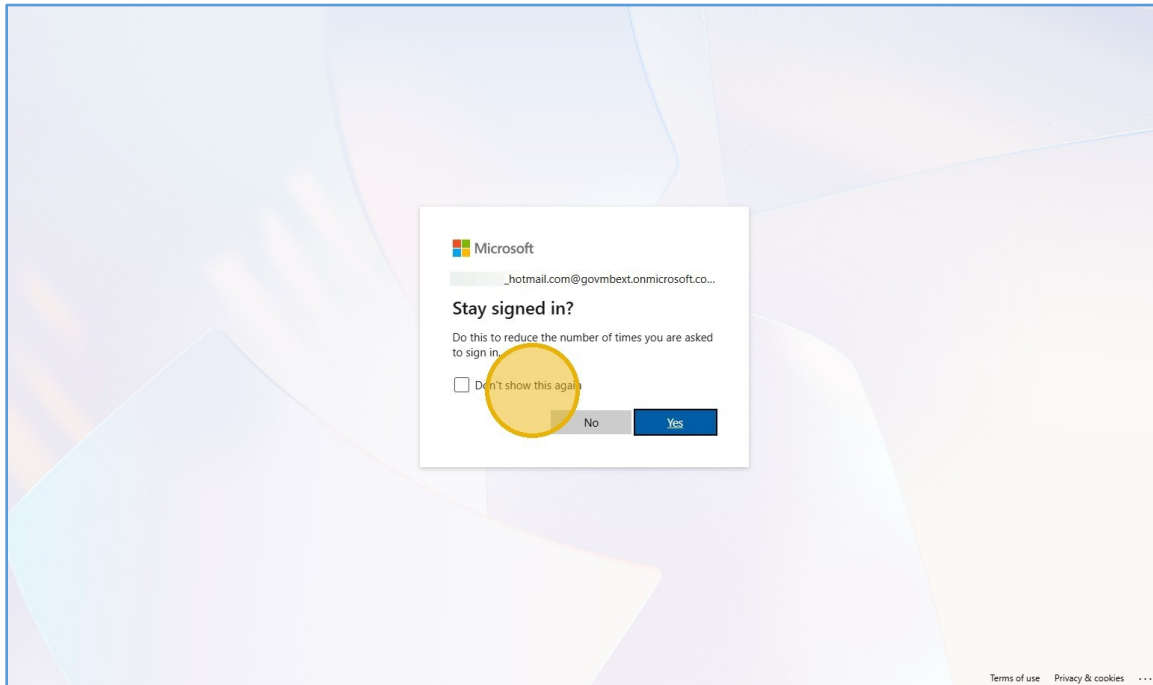 Microsoft
_hotmail.com@govmbext.onmicrosoft.co...
Stay signed in?
Do this to reduce the number of times you are asked
to sign in.
Don't show this again
No Yes
Terms of use Privacy & cookies ...